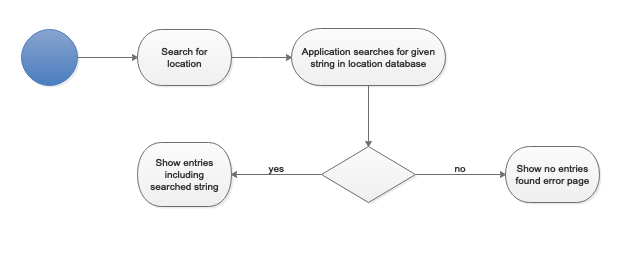 Search for
location
Application searches for given
string in location database
Show entries
including
searched string
yes
no
Show no entries
found error page